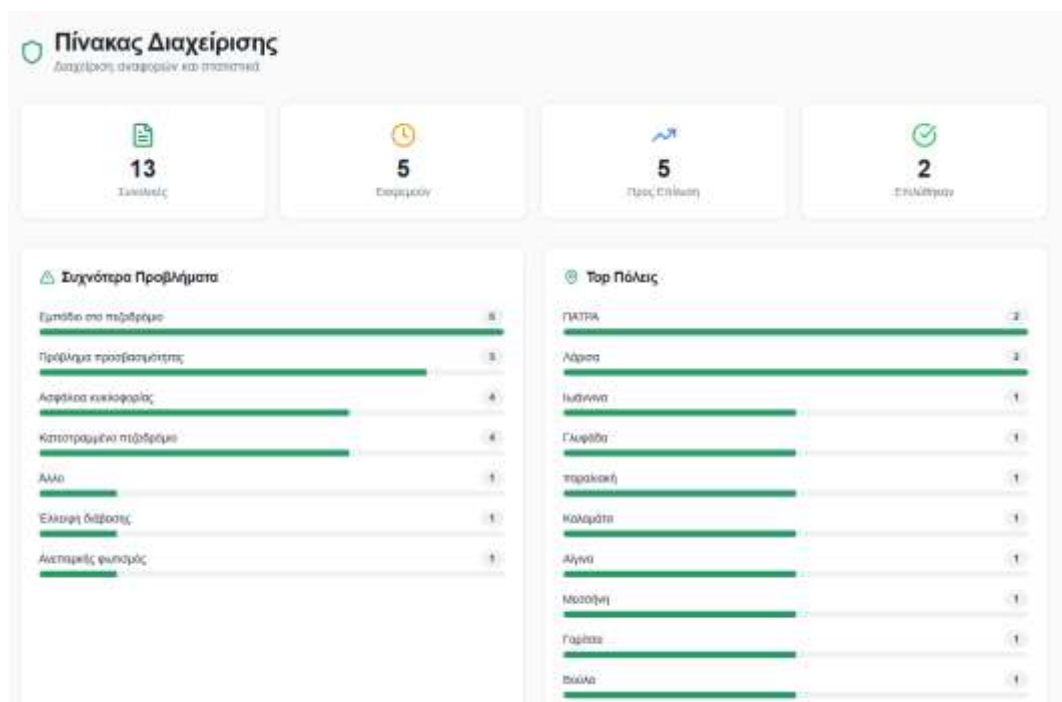 Πίνακας Διαχείρισης
Διαχείριση αναφορών και στατιστικά
13
Συνολικές
5
Εκκρεμούν
5
Προς Επίλυση
2
Επιλύθηκαν
Συχνότερα Προβλήματα
Εμπόδιο στο πεζοδρόμιο 6
Πρόβλημα προσβασιμότητας 5
Ασφάλεια κυκλοφορίας 4
Κατεστραμμένο πεζοδρόμιο 4
Άλλο 1
Έλλειψη διάβασης 1
Ανεπαρκής φωτισμός 1
Top Πόλεις
ΠΑΤΡΑ 2
Λάρισα 2
Ιωάννινα 1
Γλυφάδα 1
παραλιακή 1
Καλαμάτα 1
Αίγινα 1
Μεσσήνη 1
1
Βούλα 1